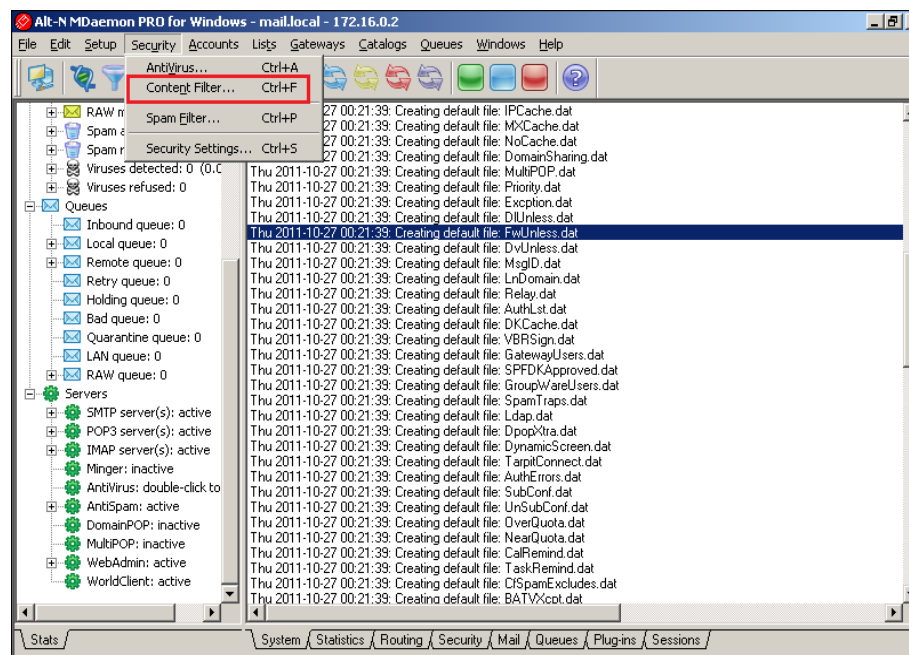 Alt-N MDaemon PRO for Windows - mail.local - 172.16.0.2
File Edit Setup Security Accounts Lists Gateways Catalogs Queues Windows Help
AntiVirus... Ctrl+A
Content Filter... Ctrl+F
Spam Filter... Ctrl+P
Security Settings... Ctrl+S
RAW
Spam
Spam
Viruses detected: 0 (0.0
Viruses refused: 0
Queues
Inbound queue: 0
Local queue: 0
Remote queue: 0
Retry queue: 0
Holding queue: 0
Bad queue: 0
Quarantine queue: 0
LAN queue: 0
RAW queue: 0
Servers
SMTP server(s): active
POP3 server(s): active
IMAP server(s): active
Minger: inactive
AntiVirus: double-click to
AntiSpam: active
DomainPOP: inactive
MultiPOP: inactive
WebAdmin: active
WorldClient: active
27 00:21:39: Creating default file: IPCache.dat
27 00:21:39: Creating default file: MXCache.dat
27 00:21:39: Creating default file: NoCache.dat
27 00:21:39: Creating default file: DomainSharing.dat
Thu 2011-10-27 00:21:39: Creating default file: MultiPOP.dat
Thu 2011-10-27 00:21:39: Creating default file: Priority.dat
Thu 2011-10-27 00:21:39: Creating default file: Excption.dat
Thu 2011-10-27 00:21:39: Creating default file: DlUnless.dat
Thu 2011-10-27 00:21:39: Creating default file: FwUnless.dat
Thu 2011-10-27 00:21:39: Creating default file: DvUnless.dat
Thu 2011-10-27 00:21:39: Creating default file: MsgID.dat
Thu 2011-10-27 00:21:39: Creating default file: LnDomain.dat
Thu 2011-10-27 00:21:39: Creating default file: Relay.dat
Thu 2011-10-27 00:21:39: Creating default file: AuthLst.dat
Thu 2011-10-27 00:21:39: Creating default file: DKCache.dat
Thu 2011-10-27 00:21:39: Creating default file: VBRSign.dat
Thu 2011-10-27 00:21:39: Creating default file: GatewayUsers.dat
Thu 2011-10-27 00:21:39: Creating default file: SPFDKApproved.dat
Thu 2011-10-27 00:21:39: Creating default file: GroupWareUsers.dat
Thu 2011-10-27 00:21:39: Creating default file: SpamTraps.dat
Thu 2011-10-27 00:21:39: Creating default file: Ldap.dat
Thu 2011-10-27 00:21:39: Creating default file: DpopXtra.dat
Thu 2011-10-27 00:21:39: Creating default file: DynamicScreen.dat
Thu 2011-10-27 00:21:39: Creating default file: TarpitConnect.dat
Thu 2011-10-27 00:21:39: Creating default file: AuthErrors.dat
Thu 2011-10-27 00:21:39: Creating default file: SubConf.dat
Thu 2011-10-27 00:21:39: Creating default file: UnSubConf.dat
Thu 2011-10-27 00:21:39: Creating default file: OverQuota.dat
Thu 2011-10-27 00:21:39: Creating default file: NearQuota.dat
Thu 2011-10-27 00:21:39: Creating default file: CalRemind.dat
Thu 2011-10-27 00:21:39: Creating default file: TaskRemind.dat
Thu 2011-10-27 00:21:39: Creating default file: CfSpamExcludes.dat
Thu 2011-10-27 00:21:39: Creating default file: BATVXcpt.dat
Stats
System Statistics Routing Security Mail Queues Plug-ins Sessions